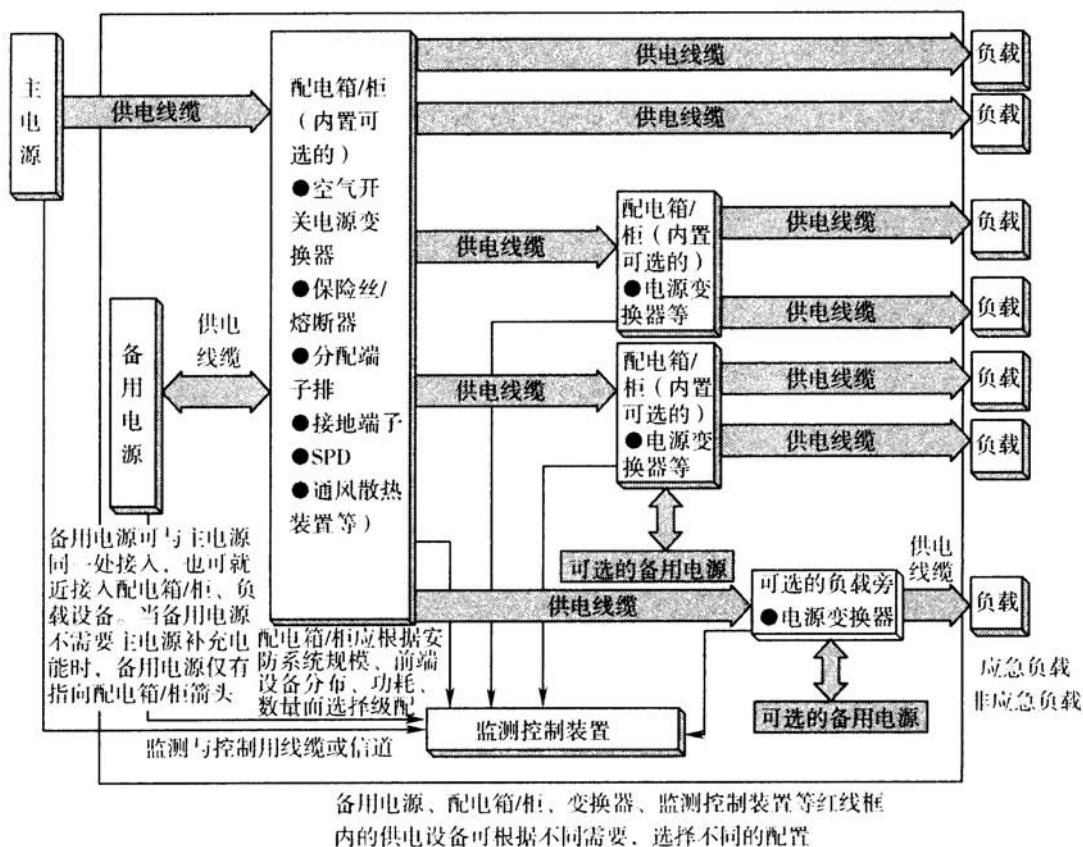 主
电
源
供电线缆
配电箱/柜
（内置可
选的）
●空气开
关电源变
换器
●保险丝/
熔断器
●分配端
子排
●接地端子
●SPD
●通风散热
装置等）
供电线缆
负载
供电线缆
负载
供电线缆
配电箱/
柜（内置
可选的）
●电源变
换器等
供电线缆
负载
供电线缆
负载
备
用
电
源
供电
线缆
供电线缆
配电箱/
柜（内置
可选的）
●电源变
换器等
供电线缆
负载
供电线缆
负载
可选的备用电源
供电线缆
可选的负载旁
●电源变换器
供电
线缆
负载
可选的备用电源
应急负载
非应急负载
备用电源可与主电源
同一处接入，也可就
近接入配电箱/柜、负
载设备。当备用电源
不需要主电源补充电
能时，备用电源仅有
指向配电箱/柜箭头
配电箱/柜应根据安
防系统规模、前端
设备分布、功耗、
数量而选择级配
监测控制装置
监测与控制用线缆或信道
备用电源、配电箱/柜、变换器、监测控制装置等红线框
内的供电设备可根据不同需要，选择不同的配置